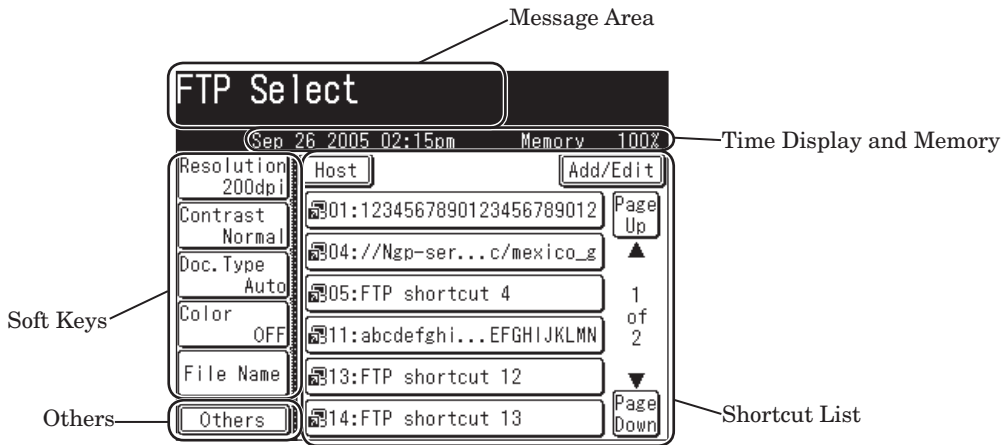 Message Area
FTP Select
Sep 26 2005 02:15pm Memory 100%
Time Display and Memory
Resolution
200dpi
Contrast
Normal
Doc.Type
Auto
Color
OFF
File Name
Others
Soft Keys
Others
Host
Add/Edit
01:1234567890123456789012
04://Ngp-ser...c/mexico_g
05:FTP shortcut 4
11:abcdefghi...EFGHIJKLMN
13:FTP shortcut 12
14:FTP shortcut 13
Page
Up
1
of
2
Page
Down
Shortcut List